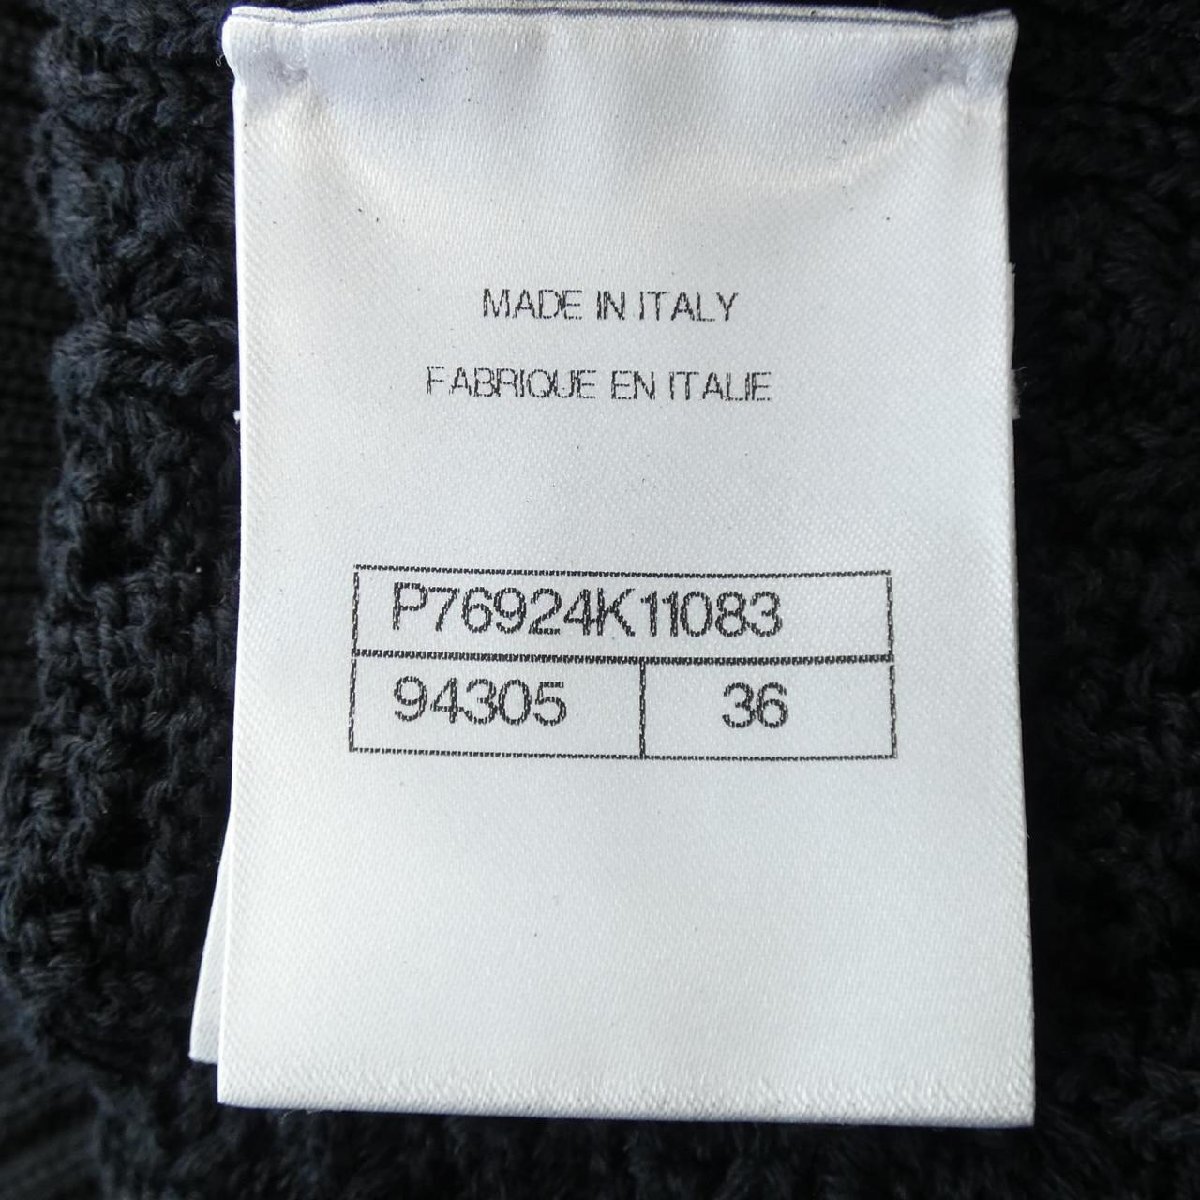 MADE IN ITALY
FABRIQUE EN ITALIE
P76924K11083
94305 36